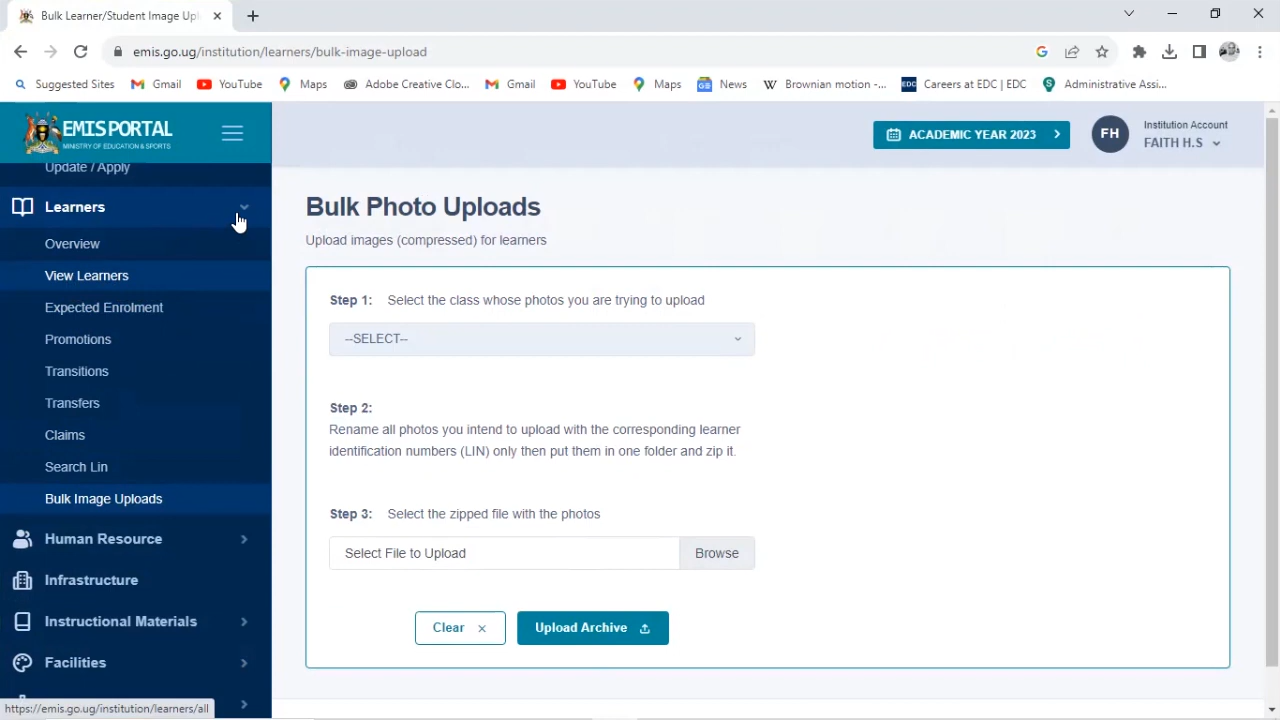 Bulk Learner/Student Image Upl
emis.go.ug/institution/learners/bulk-image-upload
Suggested Sites Gmail YouTube Maps Adobe Creative Clo... Gmail YouTube Maps News Brownian motion -... EDC Careers at EDC | EDC Administrative Assi...
EMIS PORTAL
MINISTRY OF EDUCATION & SPORTS
ACADEMIC YEAR 2023
FH
Institution Account
FAITH H.S
Update / Apply
Learners
Overview
View Learners
Expected Enrolment
Promotions
Transitions
Transfers
Claims
Search Lin
Bulk Image Uploads
Human Resource
Infrastructure
Instructional Materials
Facilities
https://emis.go.ug/institution/learners/all
Bulk Photo Uploads
Upload images (compressed) for learners
Step 1: Select the class whose photos you are trying to upload
--SELECT--
Step 2:
Rename all photos you intend to upload with the corresponding learner
identification numbers (LIN) only then put them in one folder and zip it.
Step 3: Select the zipped file with the photos
Select File to Upload Browse
Clear Upload Archive